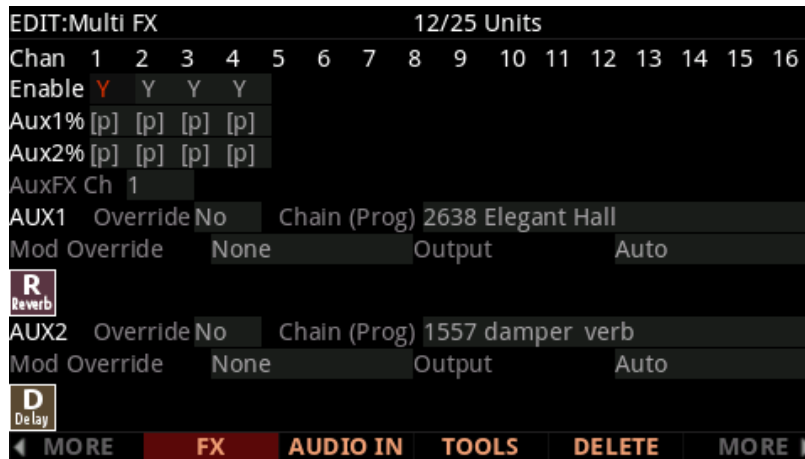 EDIT:Multi FX 12/25 Units
Chan 1 2 3 4 5 6 7 8 9 10 11 12 13 14 15 16
Enable Y Y Y Y
Aux1% [p] [p] [p] [p]
Aux2% [p] [p] [p] [p]
AuxFX Ch 1
AUX1 Override No Chain (Prog) 2638 Elegant Hall
Mod Override None Output Auto
R
Reverb
AUX2 Override No Chain (Prog) 1557 damper verb
Mod Override None Output Auto
D
Delay
MORE FX AUDIO IN TOOLS DELETE MORE